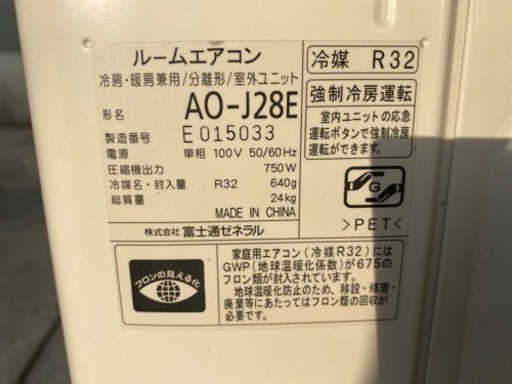 ルームエアコン
冷房・暖房兼用/分離形/室外ユニット
形名 AO-J28E
製造番号 E015033
電源 単相 100V 50/60Hz
圧縮機出力 750W
冷媒名・封入量 R32 640g
総質量 24kg
MADE IN CHINA
株式会社 富士通ゼネラル
冷媒 R32
強制冷房運転
室内ユニットの応急
運転ボタンで強制冷房
運転ができます。
G
>PET<
フロンの見える化
家庭用エアコン(冷媒R32)には
GWP(地球温暖化係数)が675の
フロン類が封入されています。
地球温暖化防止のため、移設・修理・
廃棄等にあたってはフロン類の回収が
必要です。